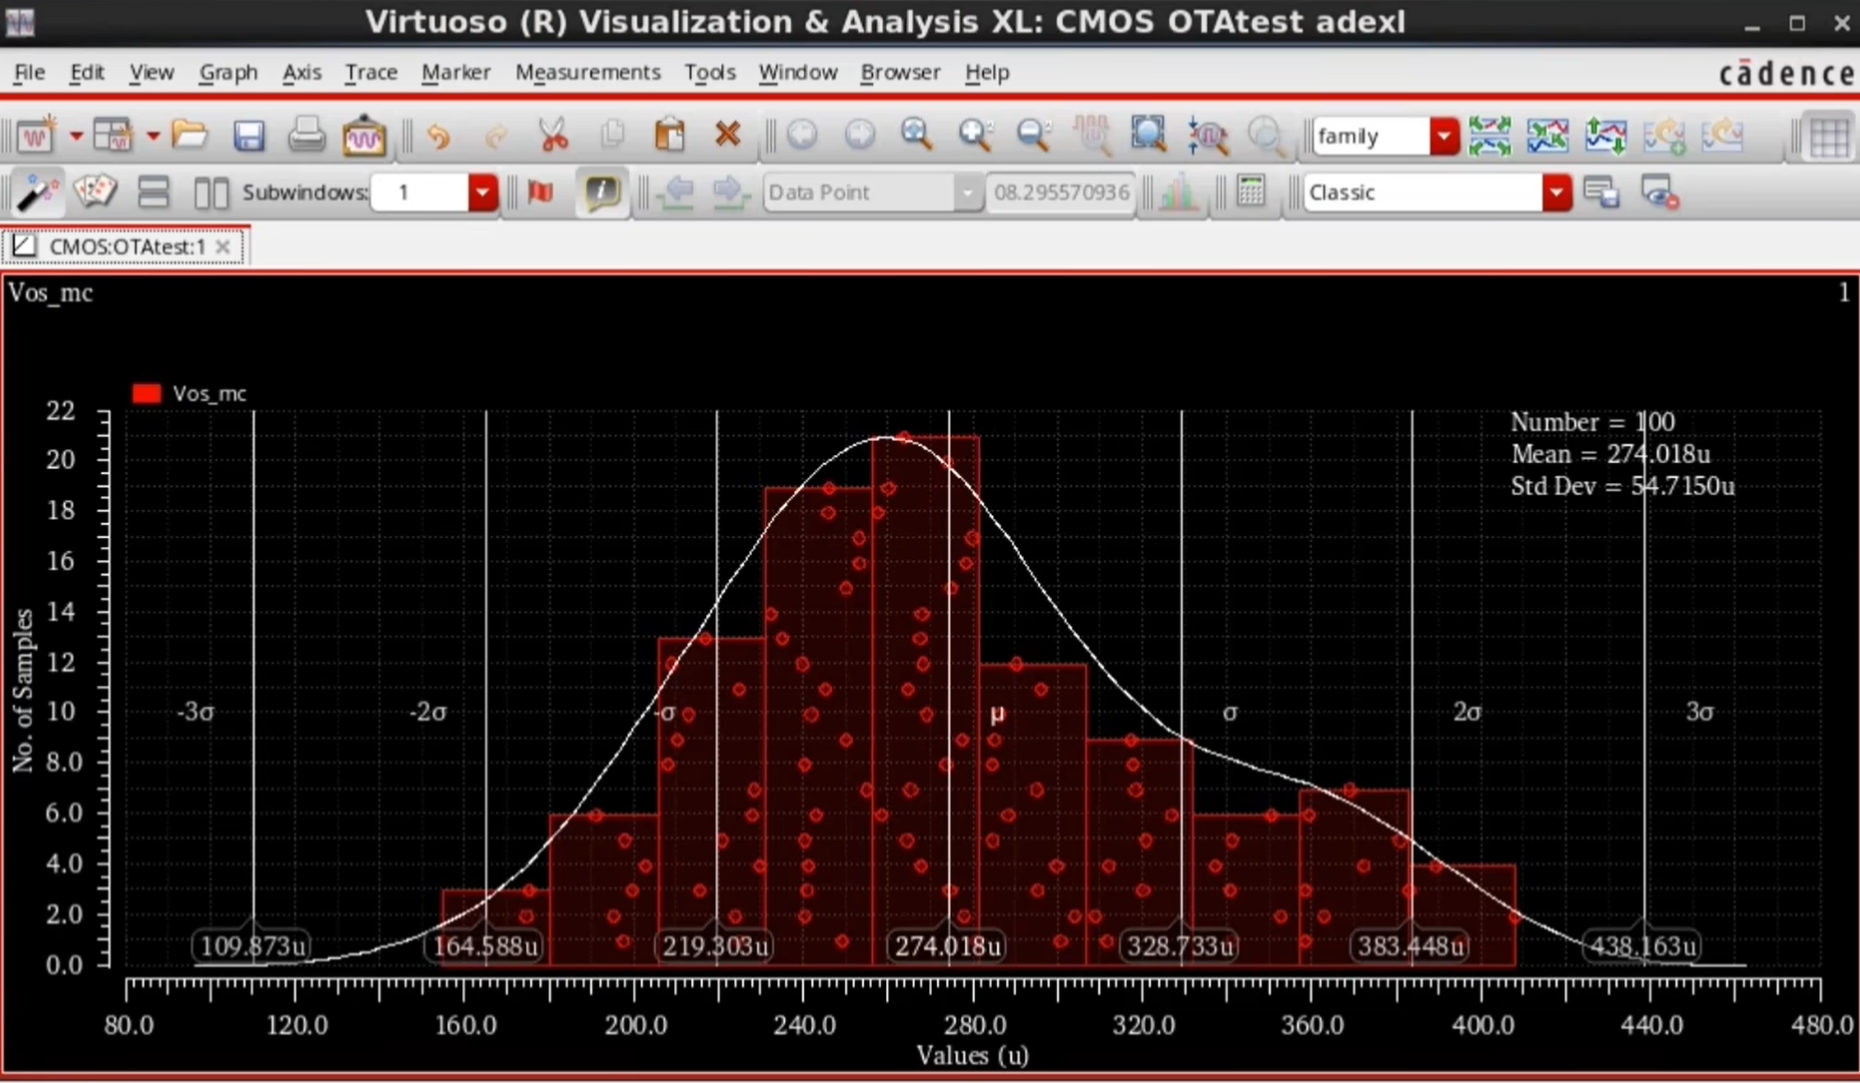 Virtuoso (R) Visualization & Analysis XL: CMOS OTAtest adexl
File Edit View Graph Axis Trace Marker Measurements Tools Window Browser Help cādence
family
Subwindows: 1 Data Point 08.295570936 Classic
CMOS:OTAtest:1
Vos_mc 1
Vos_mc
Number = 100
Mean = 274.018u
Std Dev = 54.7150u
22
20
18
16
14
12
10
8.0
6.0
4.0
2.0
0.0
No. of Samples
-3σ -2σ -σ μ σ 2σ 3σ
109.873u 164.588u 219.303u 274.018u 328.733u 383.448u 438.163u
80.0 120.0 160.0 200.0 240.0 280.0 320.0 360.0 400.0 440.0 480.0
Values (u)